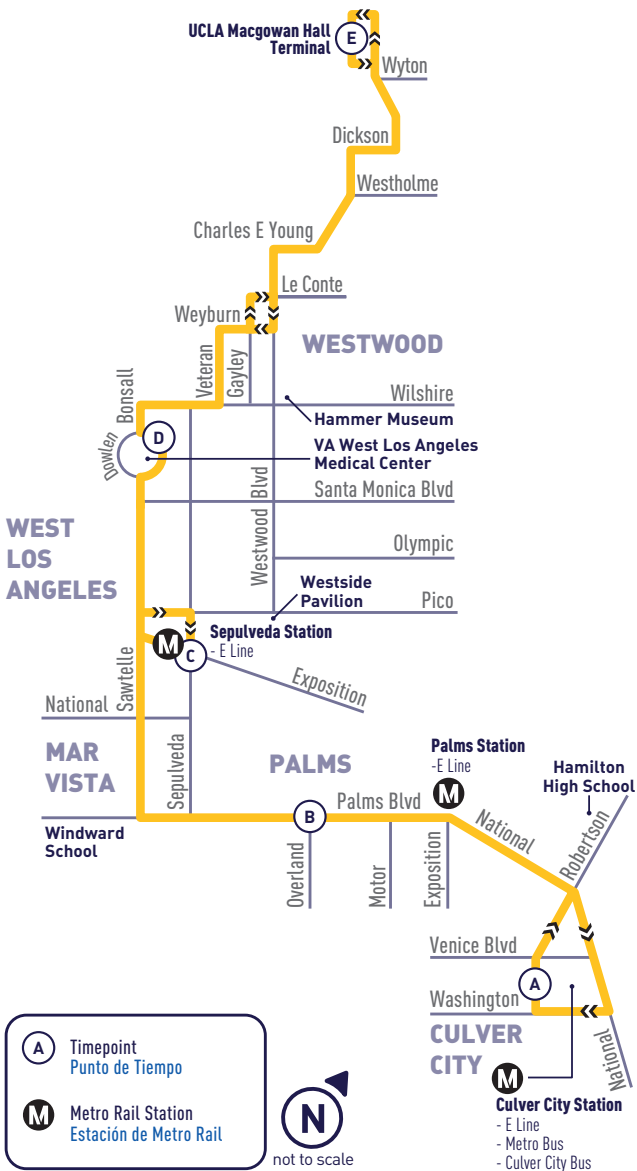 UCLA Macgowan Hall
Terminal
E
Wyton
Dickson
Westholme
Charles E Young
Le Conte
Weyburn
WESTWOOD
Veteran
Gayley
Bonsall
Wilshire
Hammer Museum
D
Dowlen
VA West Los Angeles
Medical Center
Westwood Blvd
Santa Monica Blvd
WEST
LOS
ANGELES
Olympic
Westside
Pavilion
Pico
Sepulveda Station
- E Line
M
C
Sawtelle
Exposition
National
MAR
VISTA
Sepulveda
PALMS
Palms Station
-E Line
M
Hamilton
High School
B
Palms Blvd
National
Robertson
Windward
School
Overland
Motor
Exposition
Venice Blvd
A
Washington
CULVER
CITY
National
M
Culver City Station
- E Line
- Metro Bus
- Culver City Bus
A
Timepoint
Punto de Tiempo
M
Metro Rail Station
Estación de Metro Rail
N
not to scale